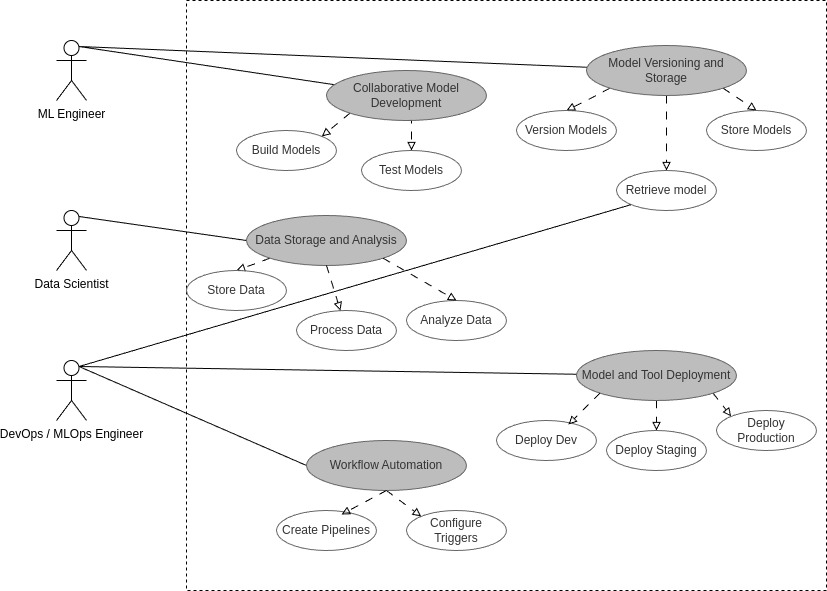 ML Engineer
Collaborative Model
Development
Model Versioning and
Storage
Build Models
Test Models
Version Models
Store Models
Retrieve model
Data Scientist
Data Storage and Analysis
Store Data
Process Data
Analyze Data
DevOps / MLOps Engineer
Model and Tool Deployment
Deploy Dev
Deploy Staging
Deploy
Production
Workflow Automation
Create Pipelines
Configure
Triggers